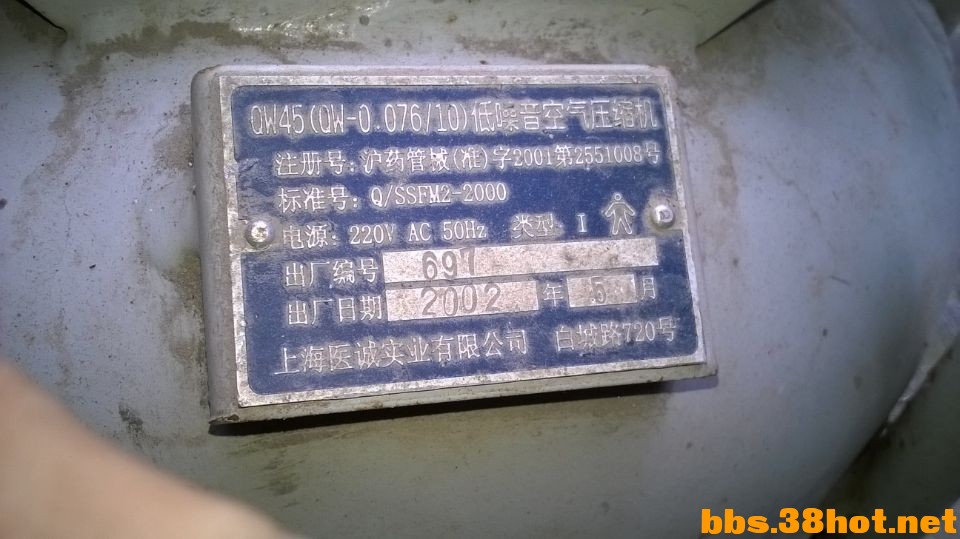 QW45(QW-0.076/10)低噪音空气压缩机
注册号:沪药管械(准)字2001第2551008号
标准号:Q/SSFM2-2000
电源:220V AC 50Hz 类型 I
出厂编号 697
出厂日期 2002 年 5 月
上海医诚实业有限公司 白城路720号
bbs.38hot.net